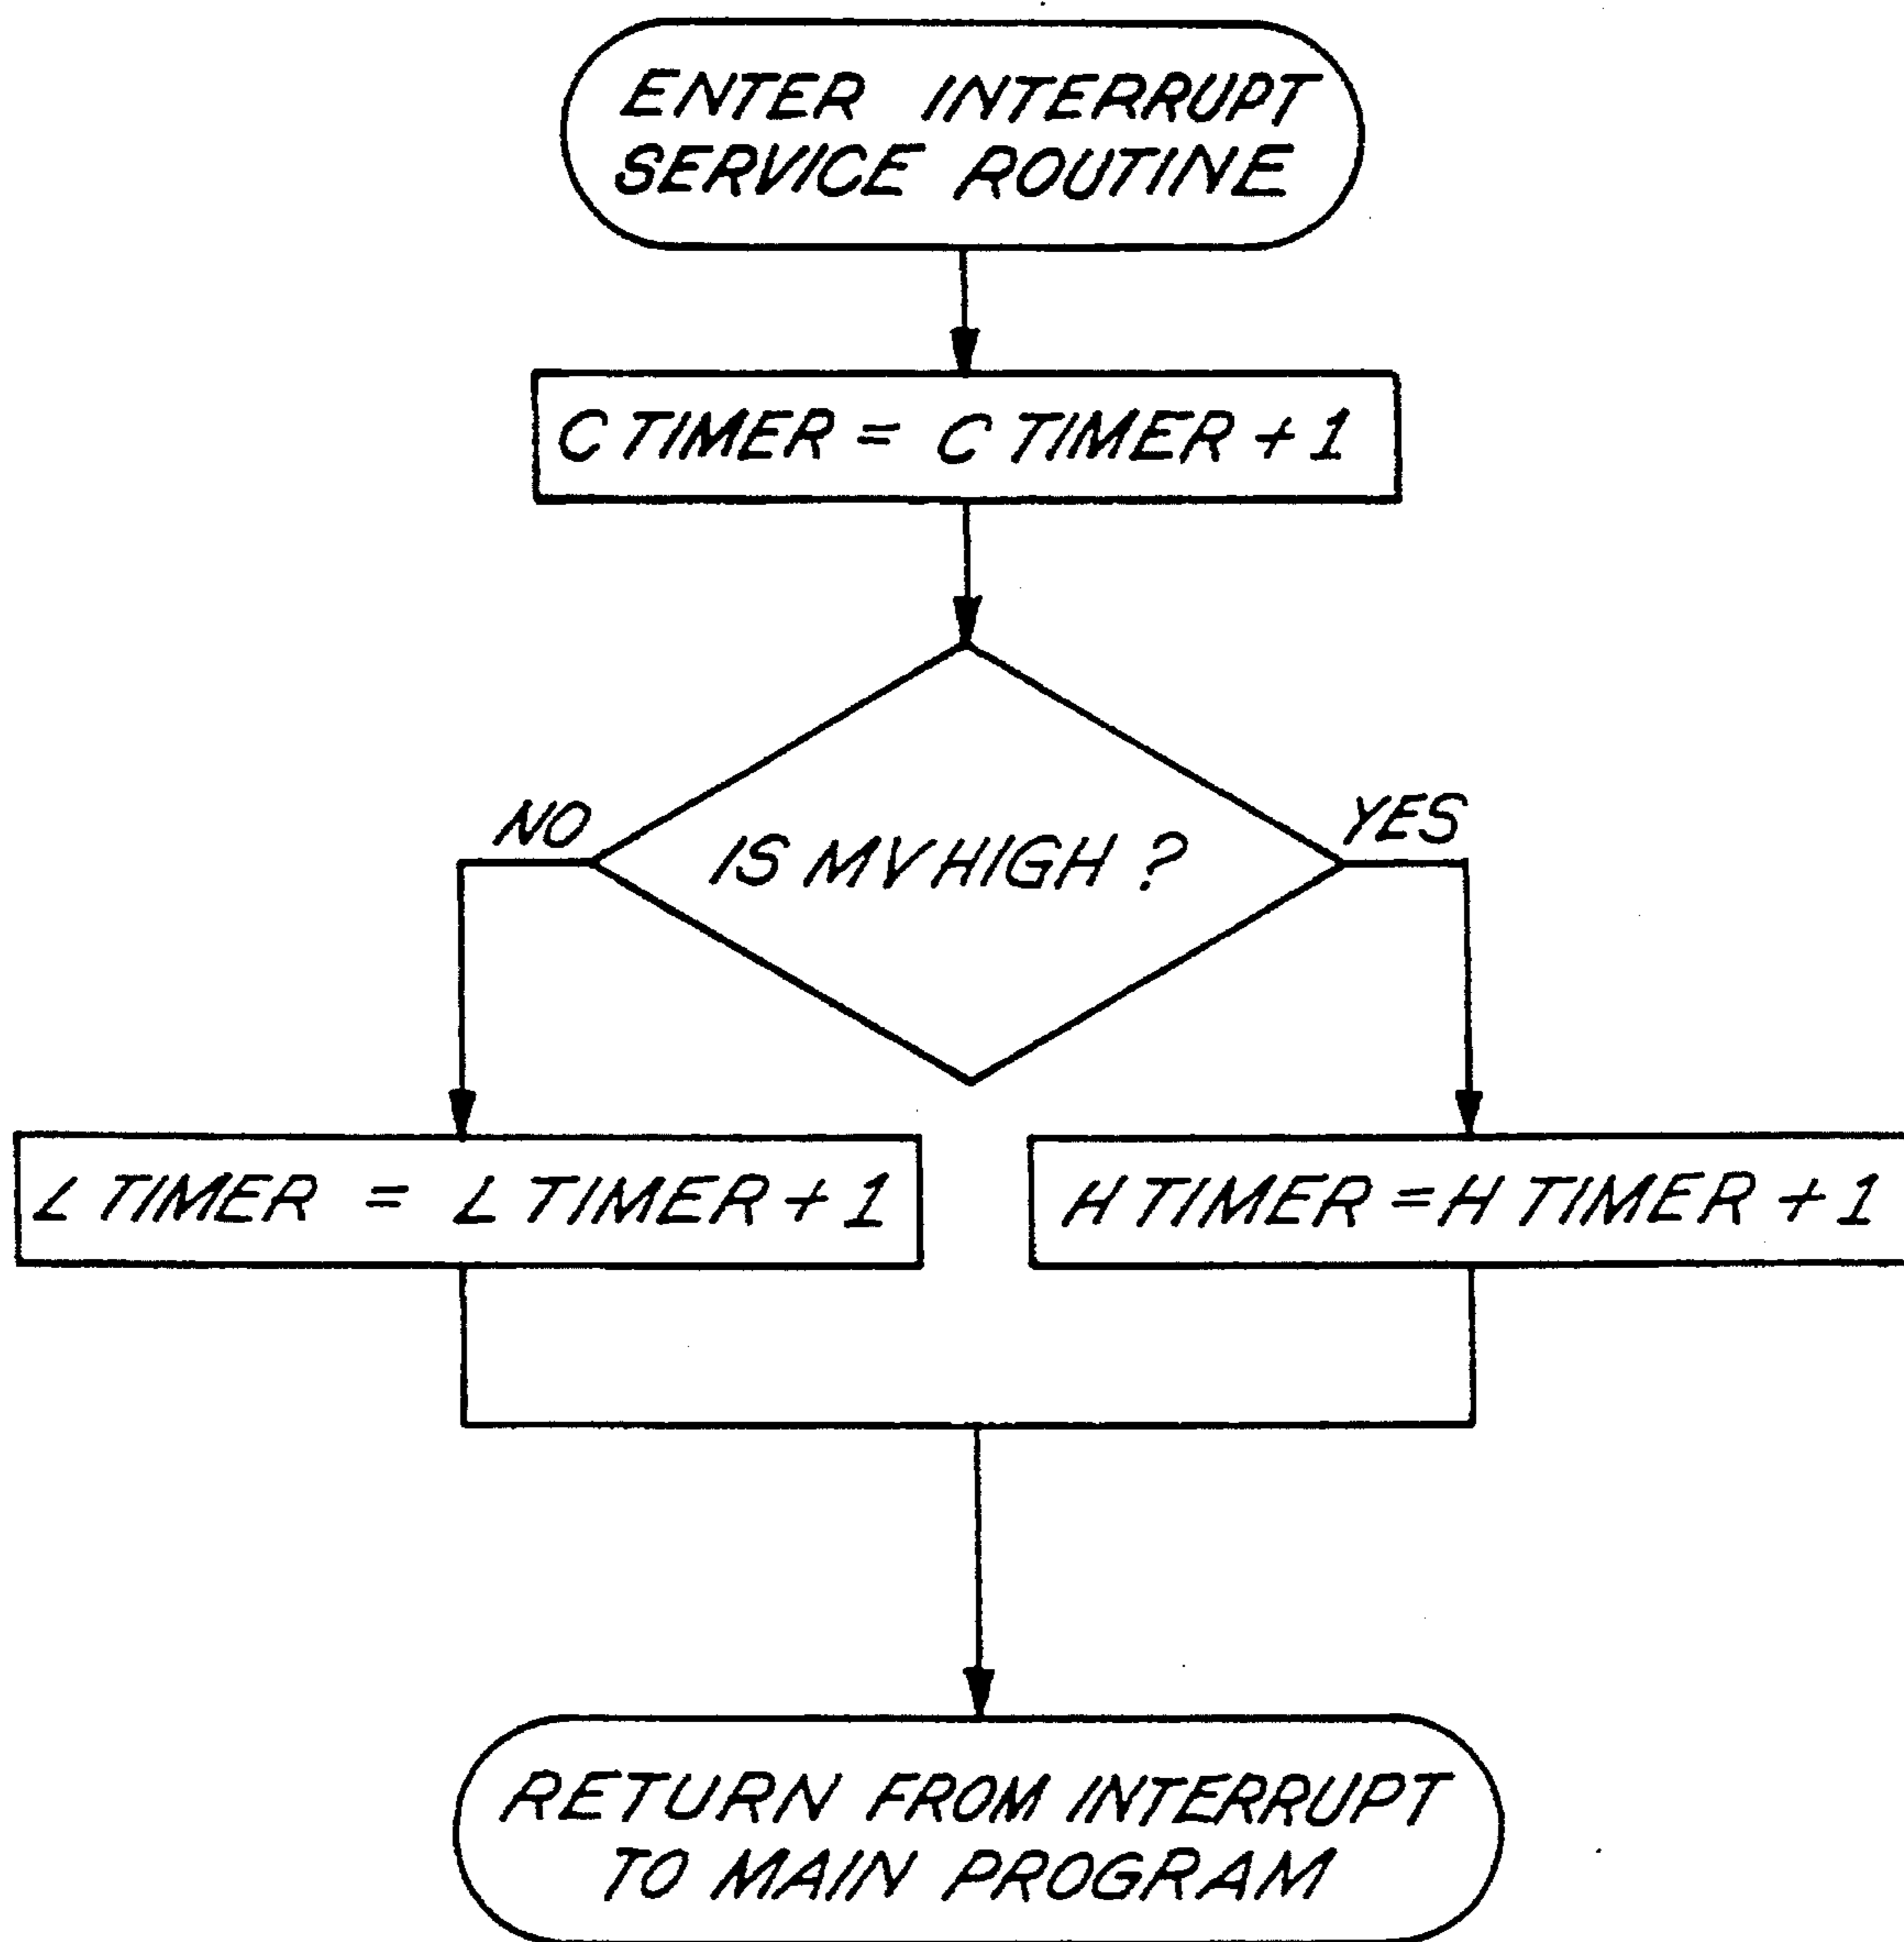 ENTER INTERRUPT
SERVICE ROUTINE
C TIMER = C TIMER + 1
NO
IS MV HIGH ?
YES
L TIMER = L TIMER + 1
H TIMER = H TIMER + 1
RETURN FROM INTERRUPT
TO MAIN PROGRAM